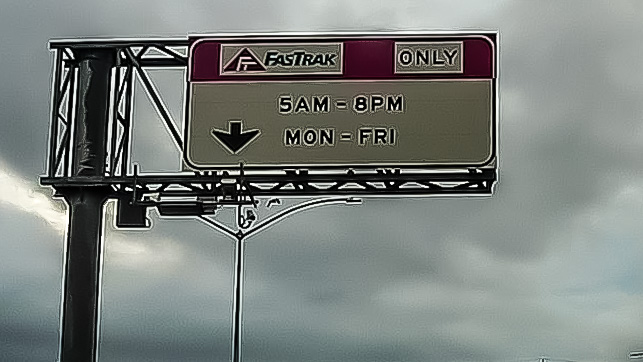 FASTRAK ONLY
5AM - 8PM
MON - FRI